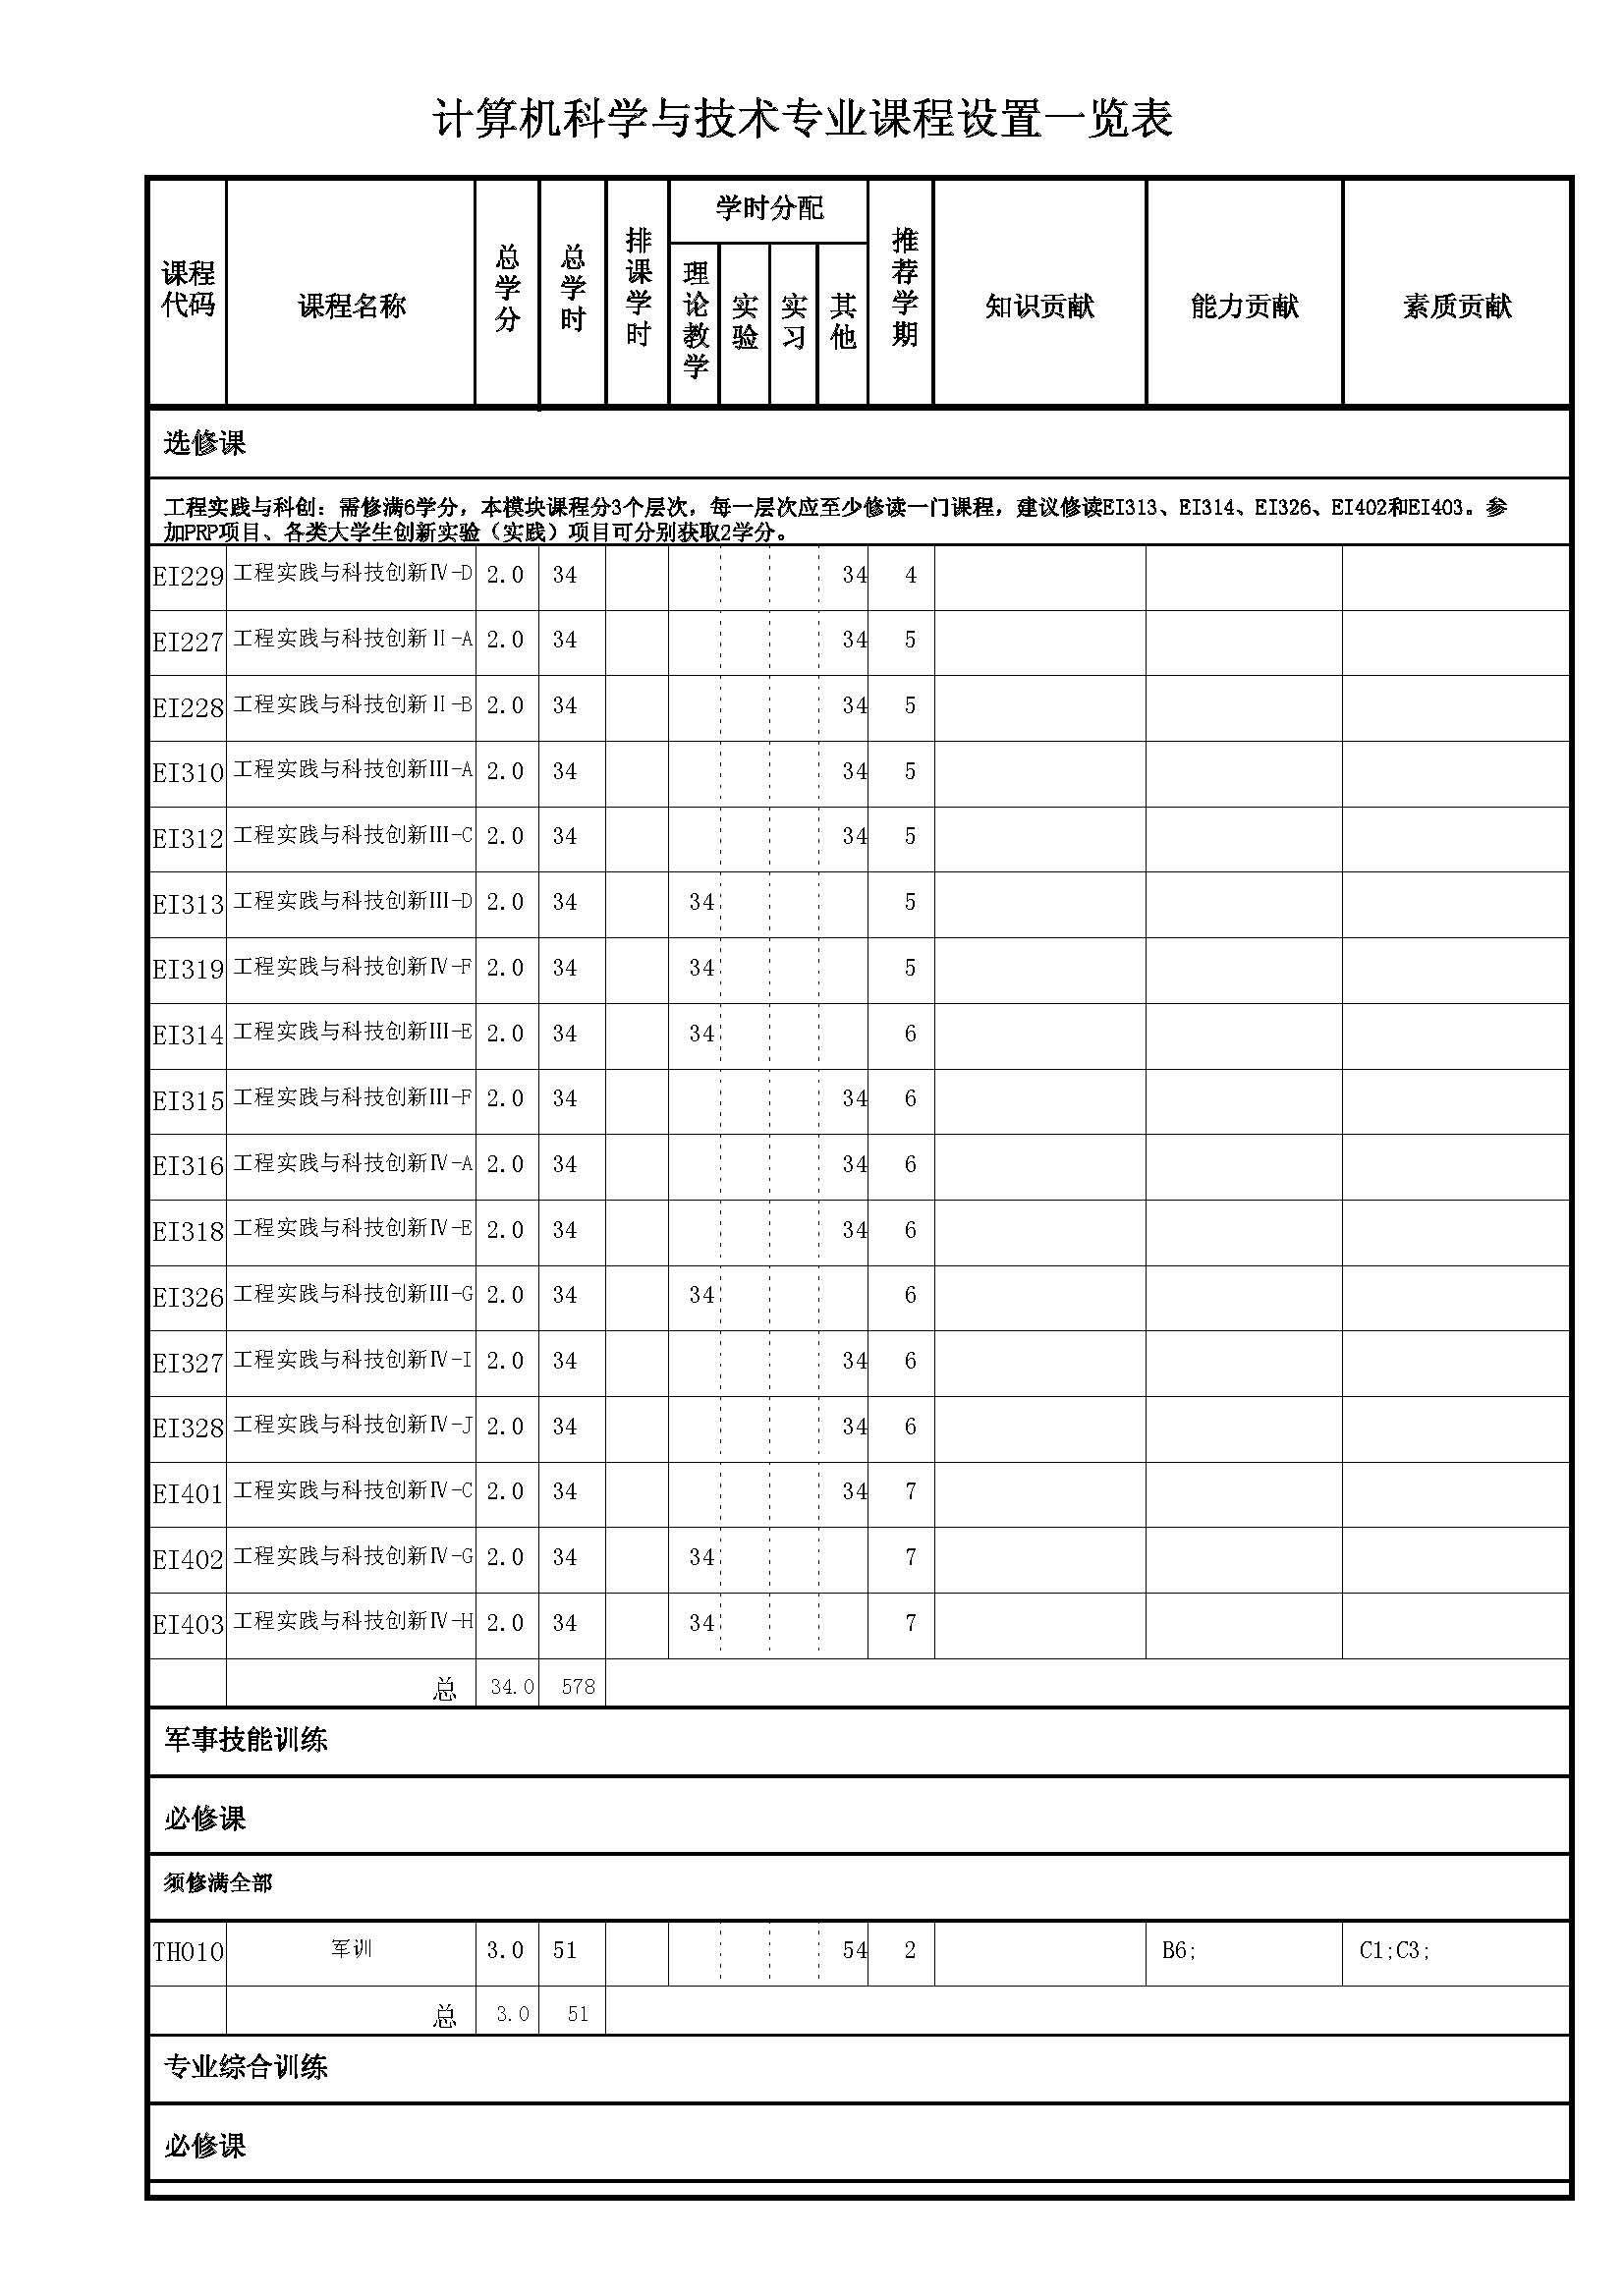 计算机科学与技术专业课程设置一览表
课程代码 课程名称 总学分 总学时 排课学时 学时分配 理论教学 实验 实习 其他 推荐学期 知识贡献 能力贡献 素质贡献
选修课
工程实践与科创：需修满6学分，本模块课程分3个层次，每一层次应至少修读一门课程，建议修读EI313、EI314、EI326、EI402和EI403。参
加PRP项目、各类大学生创新实验（实践）项目可分别获取2学分。
EI229 工程实践与科技创新Ⅳ-D 2.0 34 34 4
EI227 工程实践与科技创新Ⅱ-A 2.0 34 34 5
EI228 工程实践与科技创新Ⅱ-B 2.0 34 34 5
EI310 工程实践与科技创新Ⅲ-A 2.0 34 34 5
EI312 工程实践与科技创新Ⅲ-C 2.0 34 34 5
EI313 工程实践与科技创新Ⅲ-D 2.0 34 34 5
EI319 工程实践与科技创新Ⅳ-F 2.0 34 34 5
EI314 工程实践与科技创新Ⅲ-E 2.0 34 34 6
EI315 工程实践与科技创新Ⅲ-F 2.0 34 34 6
EI316 工程实践与科技创新Ⅳ-A 2.0 34 34 6
EI318 工程实践与科技创新Ⅳ-E 2.0 34 34 6
EI326 工程实践与科技创新Ⅲ-G 2.0 34 34 6
EI327 工程实践与科技创新Ⅳ-I 2.0 34 34 6
EI328 工程实践与科技创新Ⅳ-J 2.0 34 34 6
EI401 工程实践与科技创新Ⅳ-C 2.0 34 34 7
EI402 工程实践与科技创新Ⅳ-G 2.0 34 34 7
EI403 工程实践与科技创新Ⅳ-H 2.0 34 34 7
总 34.0 578
军事技能训练
必修课
须修满全部
TH010 军训 3.0 51 54 2 B6; C1;C3;
总 3.0 51
专业综合训练
必修课